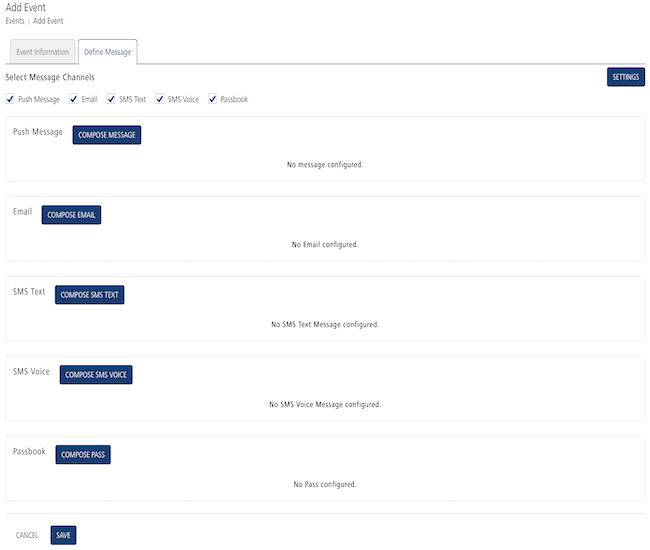 Add Event
Events > Add Event
Event Information Define Message
Select Message Channels SETTINGS
Push Message Email SMS Text SMS Voice Passbook
Push Message COMPOSE MESSAGE
No message configured.
Email COMPOSE EMAIL
No Email configured.
SMS Text COMPOSE SMS TEXT
No SMS Text Message configured.
SMS Voice COMPOSE SMS VOICE
No SMS Voice Message configured.
Passbook COMPOSE PASS
No Pass configured.
CANCEL SAVE